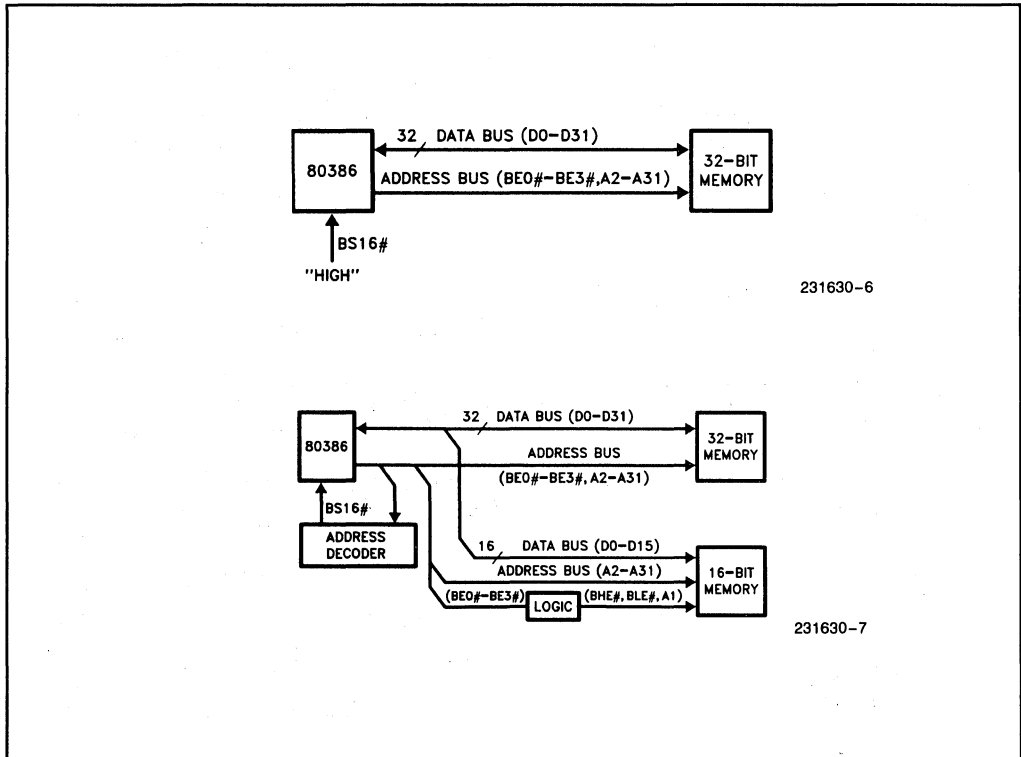 32 DATA BUS (D0-D31)
80386
32-BIT
MEMORY
ADDRESS BUS (BE0#-BE3#,A2-A31)
BS16#
"HIGH"
231630-6
32 DATA BUS (D0-D31)
80386
32-BIT
MEMORY
ADDRESS BUS
(BE0#-BE3#,A2-A31)
BS16#
ADDRESS
DECODER
16 DATA BUS (D0-D15)
ADDRESS BUS (A2-A31)
16-BIT
MEMORY
(BE0#-BE3#)
LOGIC
(BHE#,BLE#,A1)
231630-7